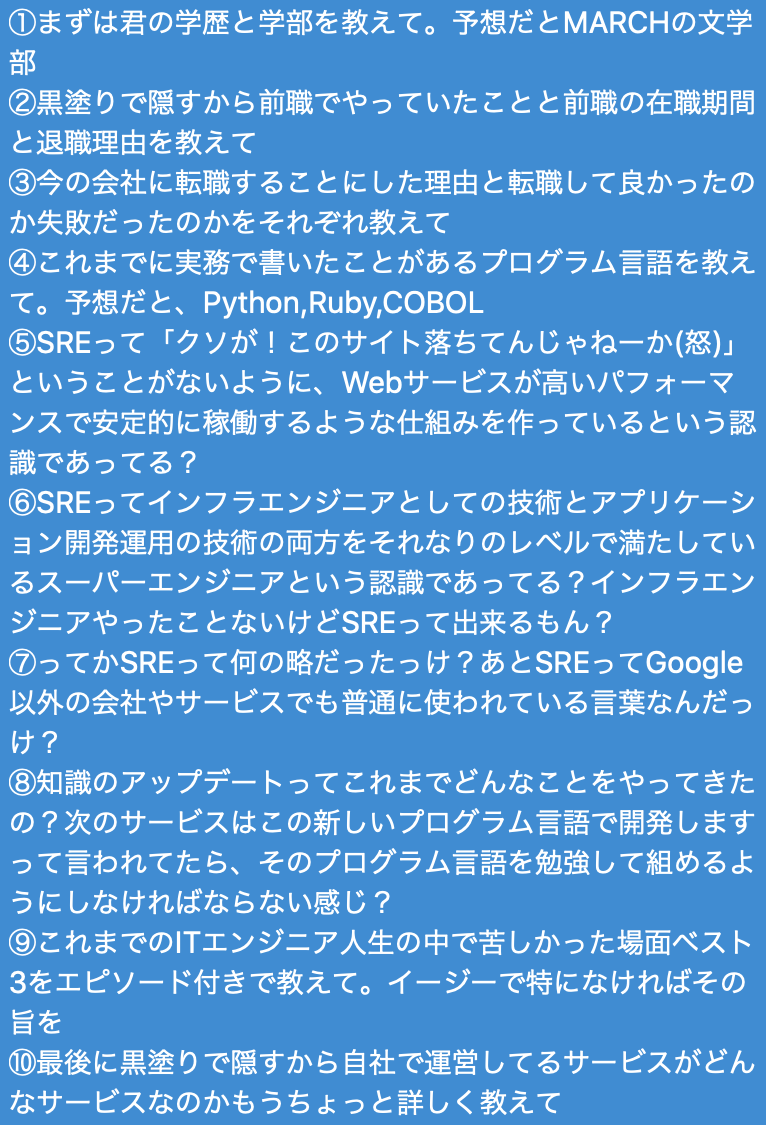 ①まずは君の学歴と学部を教えて。予想だとMARCHの文学
部
②黒塗りで隠すから前職でやっていたことと前職の在職期間
と退職理由を教えて
③今の会社に転職することにした理由と転職して良かったの
か失敗だったのかをそれぞれ教えて
④これまでに実務で書いたことがあるプログラム言語を教え
て。予想だと、Python,Ruby,COBOL
⑤SREって「クソが！このサイト落ちてんじゃねーか(怒)」
ということがないように、Webサービスが高いパフォーマ
ンスで安定的に稼働するような仕組みを作っているという認
識であってる？
⑥SREってインフラエンジニアとしての技術とアプリケーシ
ョン開発運用の技術の両方をそれなりのレベルで満たしてい
るスーパーエンジニアという認識であってる？インフラエン
ジニアやったことないけどSREって出来るもん？
⑦ってかSREって何の略だったっけ？あとSREってGoogle
以外の会社やサービスでも普通に使われている言葉なんだっ
け？
⑧知識のアップデートってこれまでどんなことをやってきた
の？次のサービスはこの新しいプログラム言語で開発します
って言われてたら、そのプログラム言語を勉強して組めるよ
うにしなければならない感じ？
⑨これまでのITエンジニア人生の中で苦しかった場面ベスト
3をエピソード付きで教えて。イージーで特になければその
旨を
⑩最後に黒塗りで隠すから自社で運営してるサービスがどん
なサービスなのかもうちょっと詳しく教えて